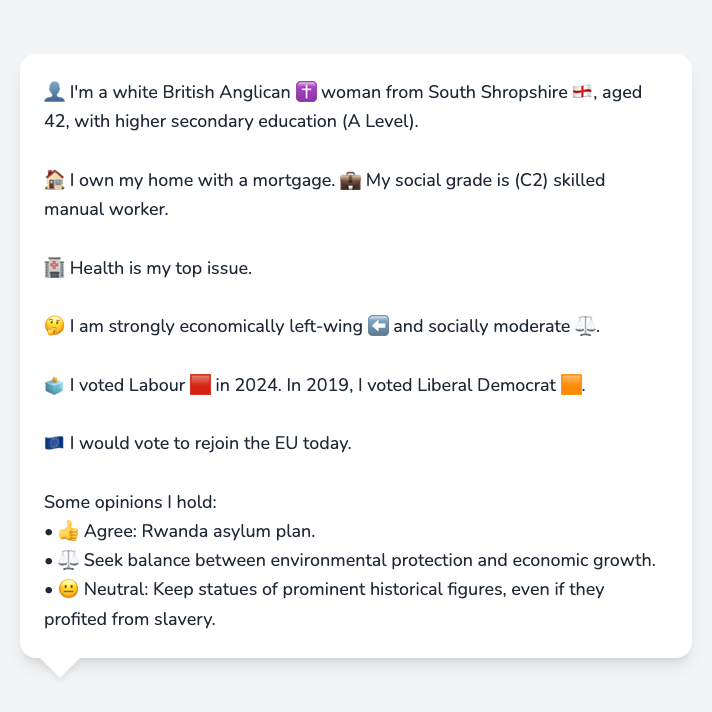 👤 I'm a white British Anglican ✝️ woman from South Shropshire 🏴󠁧󠁢󠁥󠁮󠁧󠁿, aged
42, with higher secondary education (A Level).
🏠 I own my home with a mortgage. 💼 My social grade is (C2) skilled
manual worker.
🏥 Health is my top issue.
🤔 I am strongly economically left-wing ⬅️ and socially moderate ⚖️.
🗳️ I voted Labour 🟥 in 2024. In 2019, I voted Liberal Democrat 🟧.
🇪🇺 I would vote to rejoin the EU today.
Some opinions I hold:
• 👍 Agree: Rwanda asylum plan.
• ⚖️ Seek balance between environmental protection and economic growth.
• 😐 Neutral: Keep statues of prominent historical figures, even if they
profited from slavery.